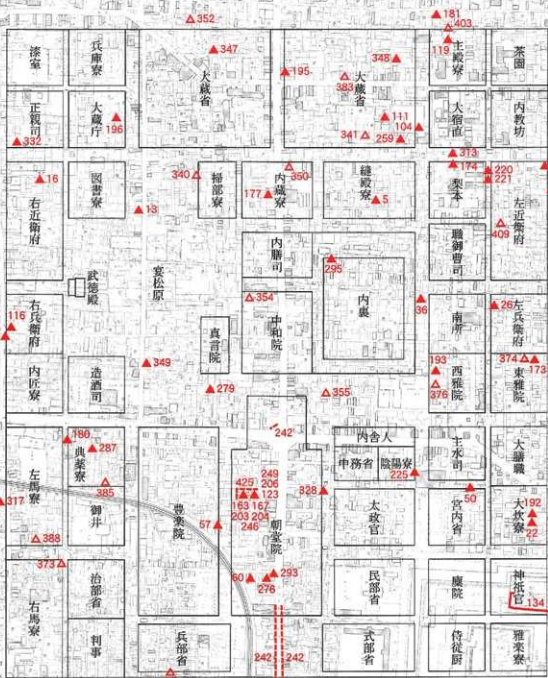 352
181
403
119
漆室
兵庫寮
347
大蔵省
195
348
383
大蔵省
主殿寮
茶園
正親司
332
大蔵庁
196
341
111
104
259
大宿直
内教坊
313
174
16
右近衛府
図書寮
13
340
掃部寮
177
内蔵寮
350
縫殿寮
5
梨本
220
221
左近衛府
409
職御曹司
内膳司
295
武徳殿
宴松原
354
中和院
内裏
36
南所
26
左兵衛府
116
右兵衛府
真言院
349
279
355
193
西雅院
376
374
173
東雅院
内匠寮
造酒司
242
内舎人
中務省
陰陽寮
225
主水司
大膳職
180
典薬寮
287
385
左馬寮
御井
317
388
豊楽院
57
425
249
206
123
163
167
203
204
246
朝堂院
328
太政官
50
宮内省
192
大炊寮
22
373
治部省
60
293
276
民部省
廩院
神祇官
134
右馬寮
判事
兵部省
242
242
式部省
侍従厨
雅楽寮